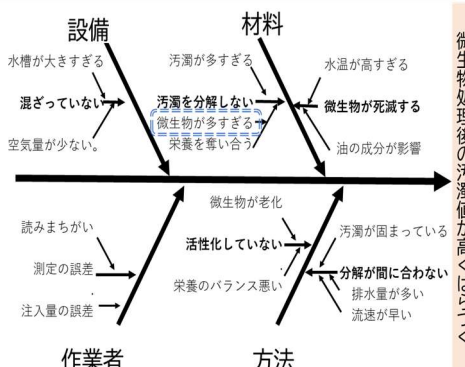 設備
材料
水槽が大きすぎる
混ざっていない
空気量が少ない。
汚濁が多すぎる
汚濁を分解しない
微生物が多すぎる
栄養を奪い合う
水温が高すぎる
微生物が死滅する
油の成分が影響
読みまちがい
測定の誤差
注入量の誤差
微生物が老化
活性化していない
栄養のバランス悪い
汚濁が固まっている
分解が間に合わない
排水量が多い
流速が早い
作業者
方法
微生物処理後の汚濁値が高くばらつく